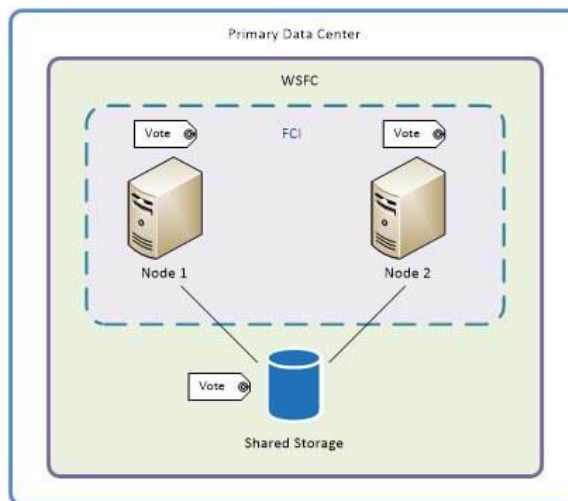 Primary Data Center
WSFC
Vote
FCI
Vote
Node 1
Node 2
Vote
Shared Storage